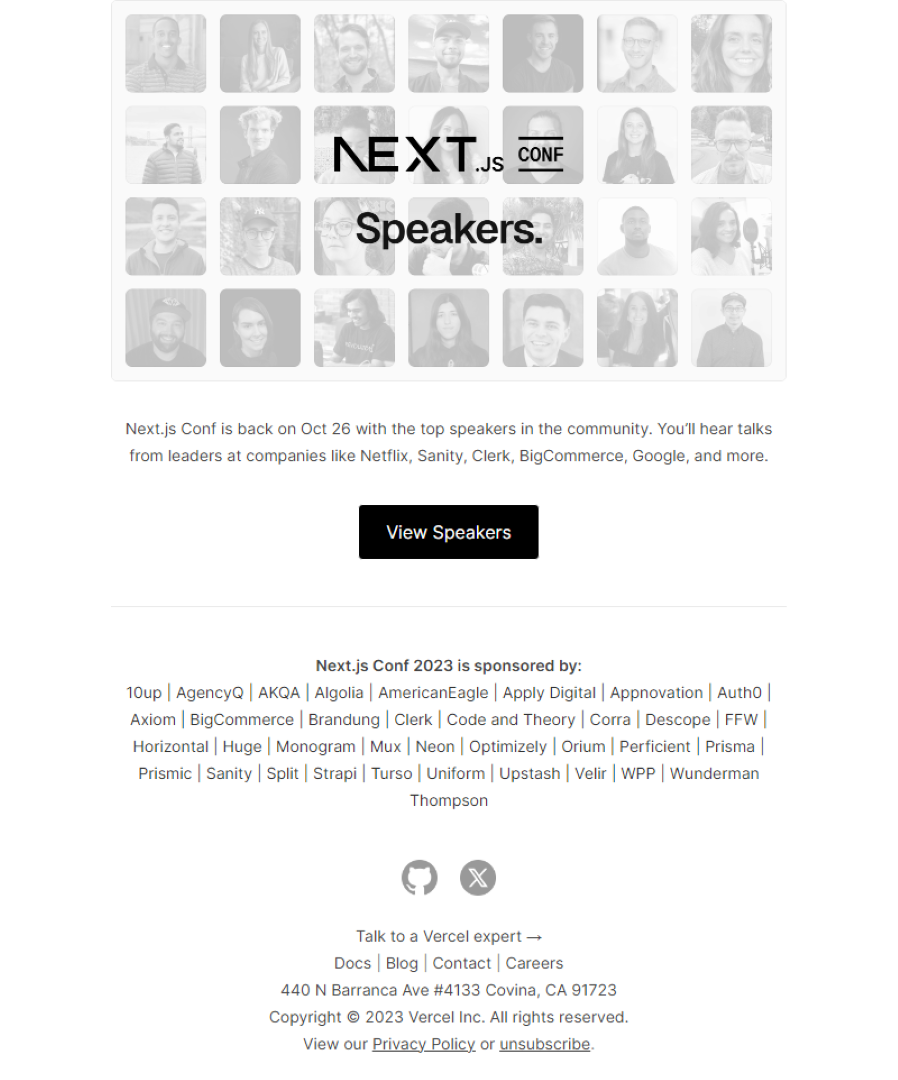 NEXT.JS CONF
Speakers.
Next.js Conf is back on Oct 26 with the top speakers in the community. You’ll hear talks
from leaders at companies like Netflix, Sanity, Clerk, BigCommerce, Google, and more.
View Speakers
Next.js Conf 2023 is sponsored by:
10up | AgencyQ | AKQA | Algolia | AmericanEagle | Apply Digital | Appnovation | Auth0 |
Axiom | BigCommerce | Brandung | Clerk | Code and Theory | Corra | Descope | FFW |
Horizontal | Huge | Monogram | Mux | Neon | Optimizely | Orium | Perficient | Prisma |
Prismic | Sanity | Split | Strapi | Turso | Uniform | Upstash | Velir | WPP | Wunderman
Thompson
Talk to a Vercel expert →
Docs | Blog | Contact | Careers
440 N Barranca Ave #4133 Covina, CA 91723
Copyright © 2023 Vercel Inc. All rights reserved.
View our Privacy Policy or unsubscribe.